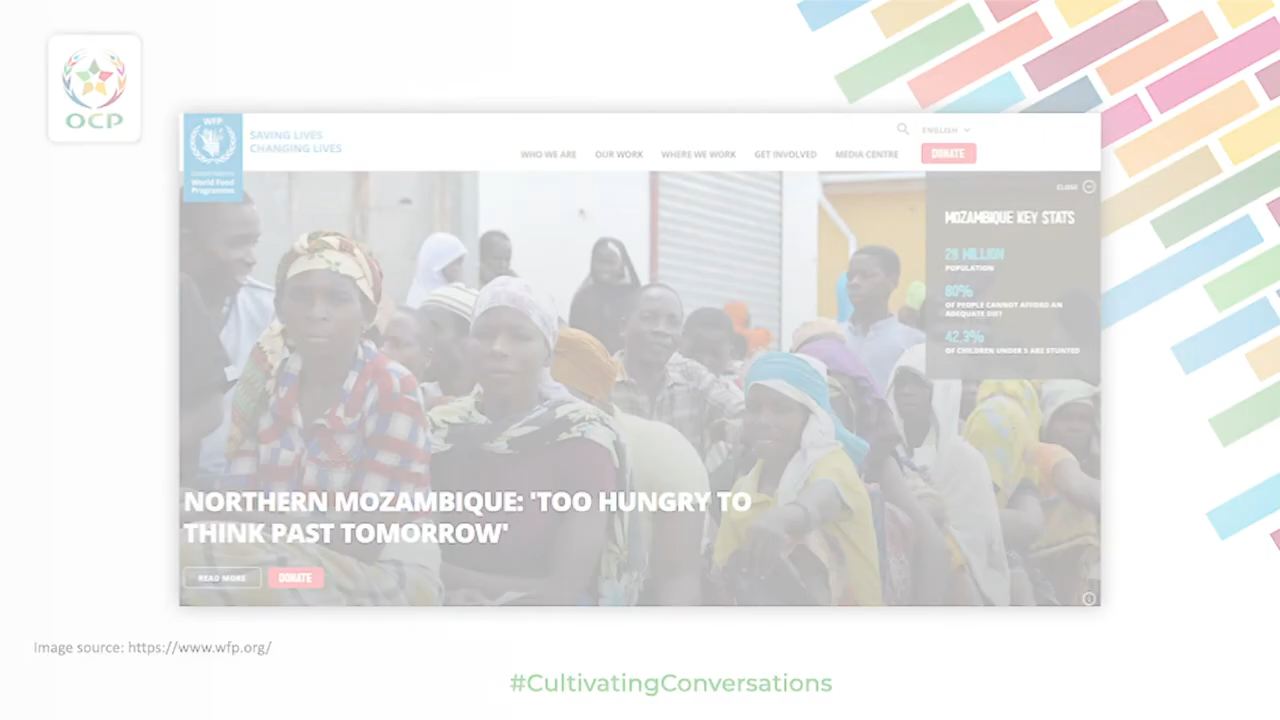 OCP
WFP
World Food
Programme
SAVING LIVES
CHANGING LIVES
ENGLISH
WHO WE ARE
OUR WORK
WHERE WE WORK
GET INVOLVED
MEDIA CENTRE
DONATE
CLOSE
MOZAMBIQUE KEY STATS
28 MILLION
POPULATION
80%
OF PEOPLE CANNOT AFFORD AN
ADEQUATE DIET
42.3%
OF CHILDREN UNDER 5 ARE STUNTED
NORTHERN MOZAMBIQUE: 'TOO HUNGRY TO
THINK PAST TOMORROW'
READ MORE
DONATE
Image source: https://www.wfp.org/
#CultivatingConversations